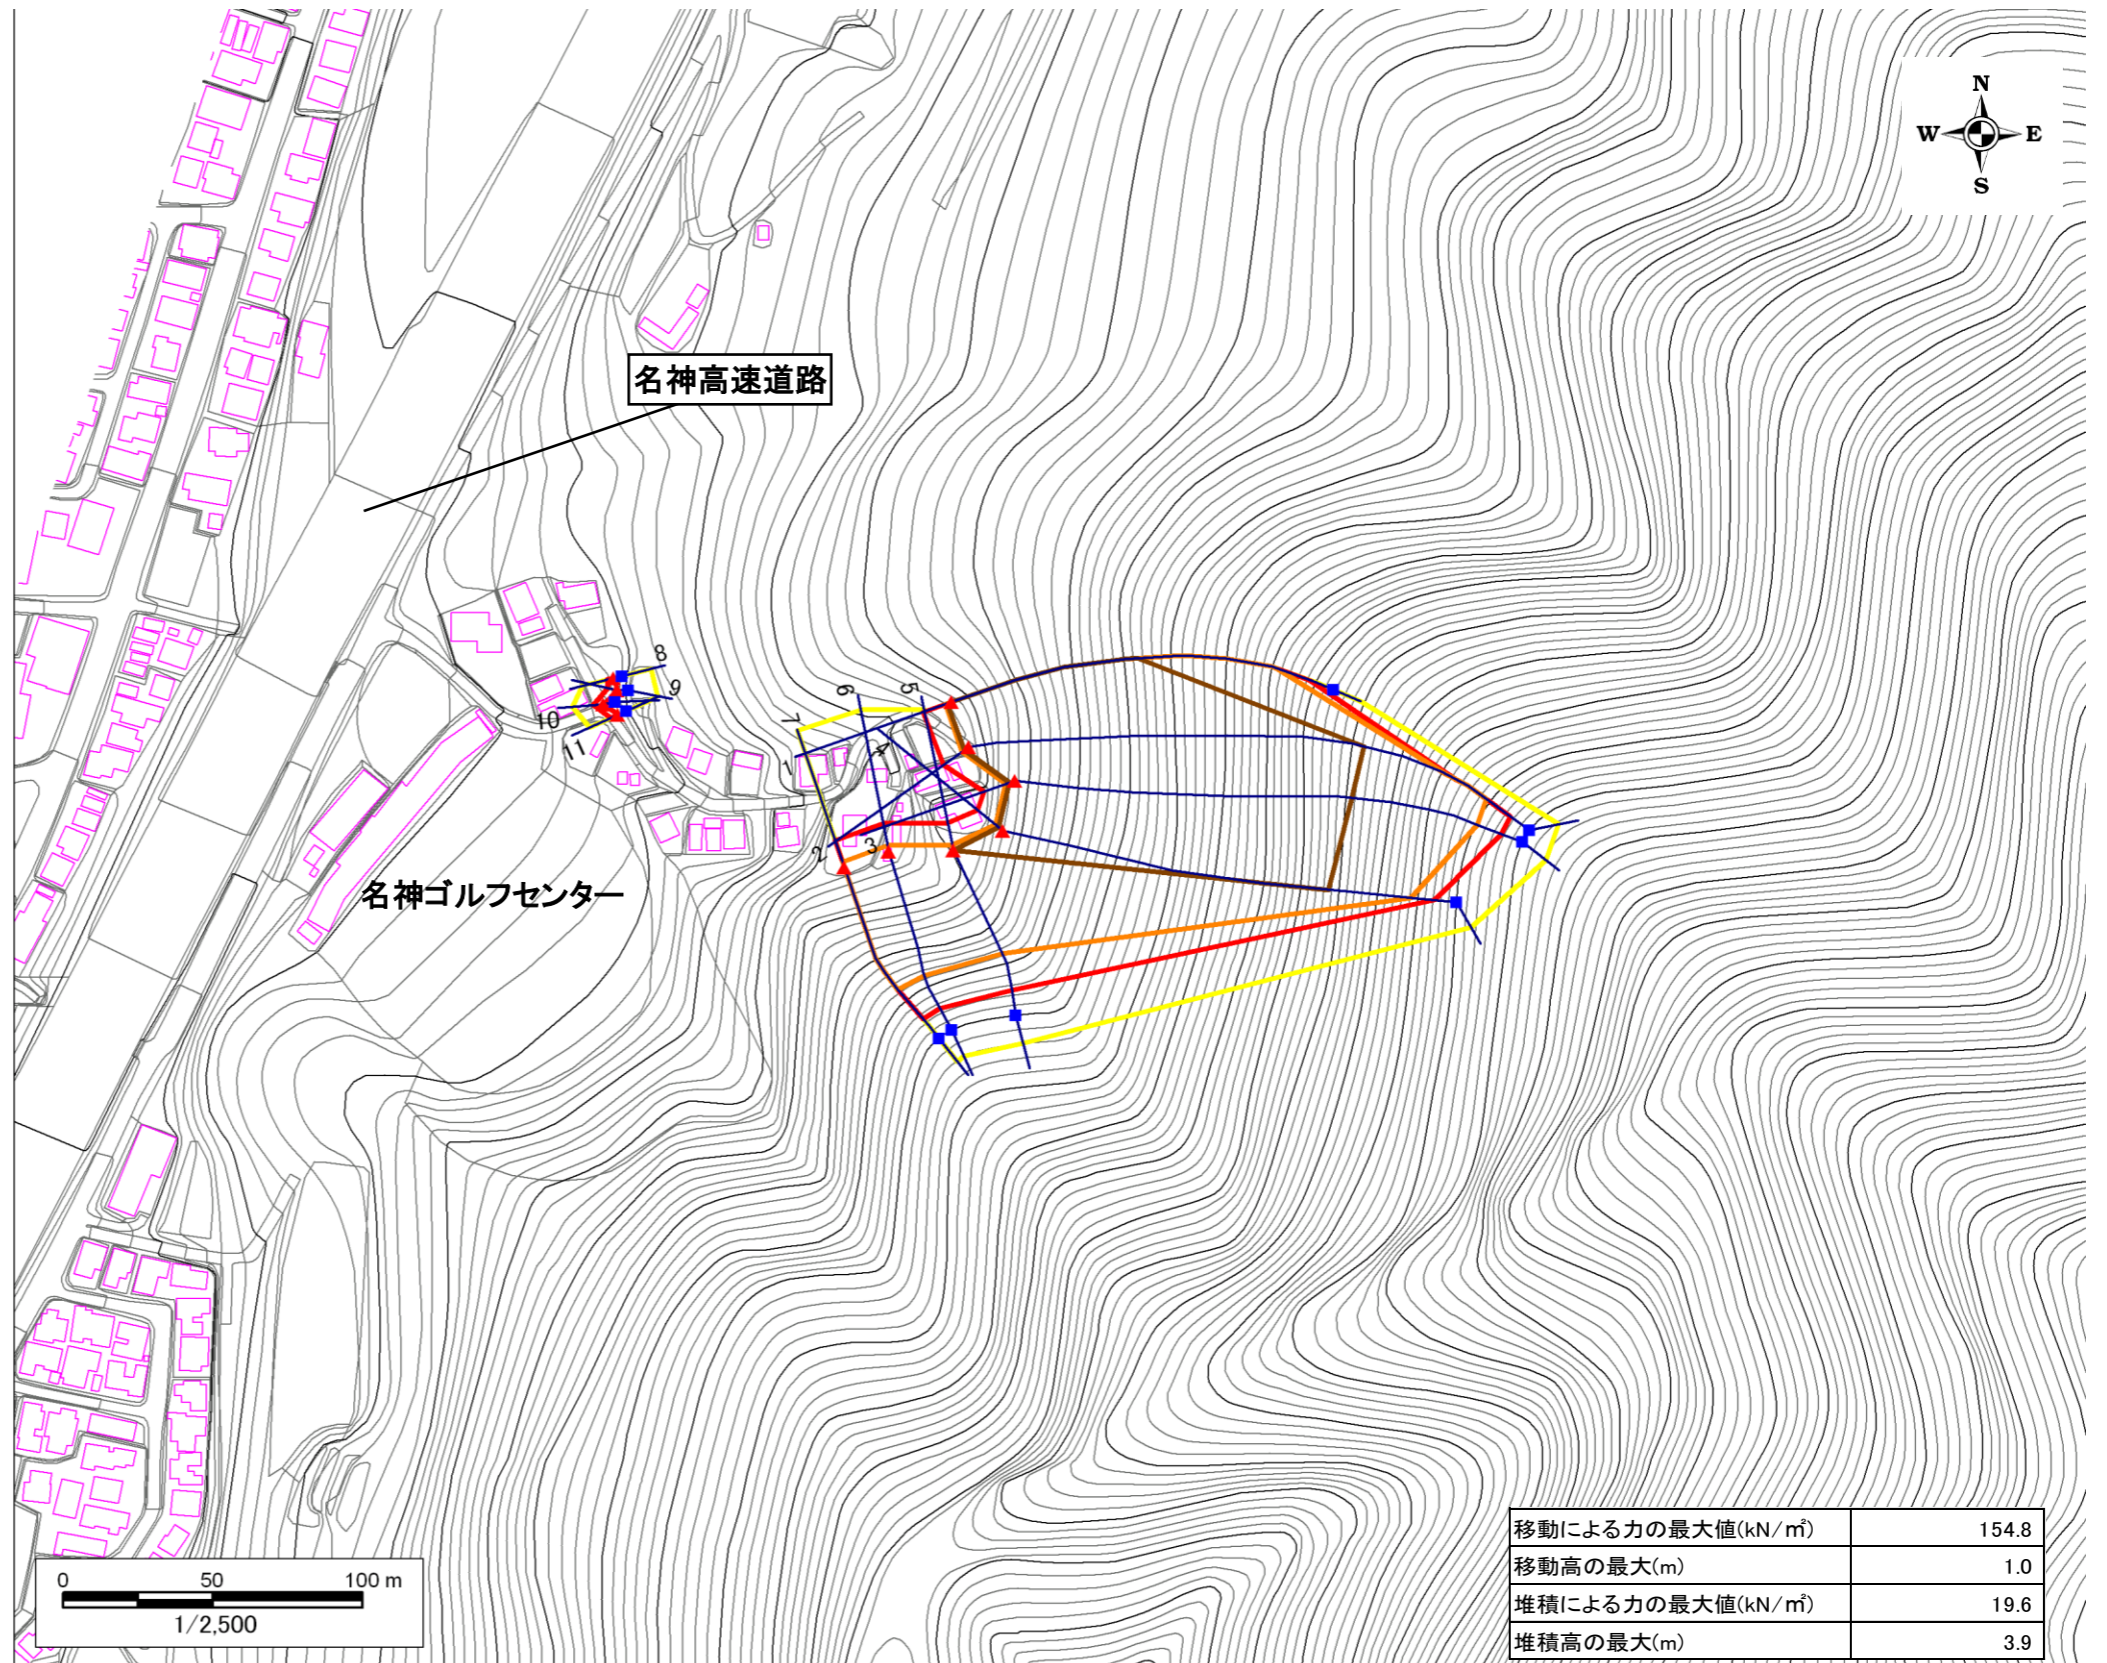 N
W E
S
名神高速道路
8
9
10
11
6
5
7
4
1
2
3
名神ゴルフセンター
0 50 100 m
1/2,500
移動による力の最大値(kN/㎡) 154.8
移動高の最大(m) 1.0
堆積による力の最大値(kN/㎡) 19.6
堆積高の最大(m) 3.9